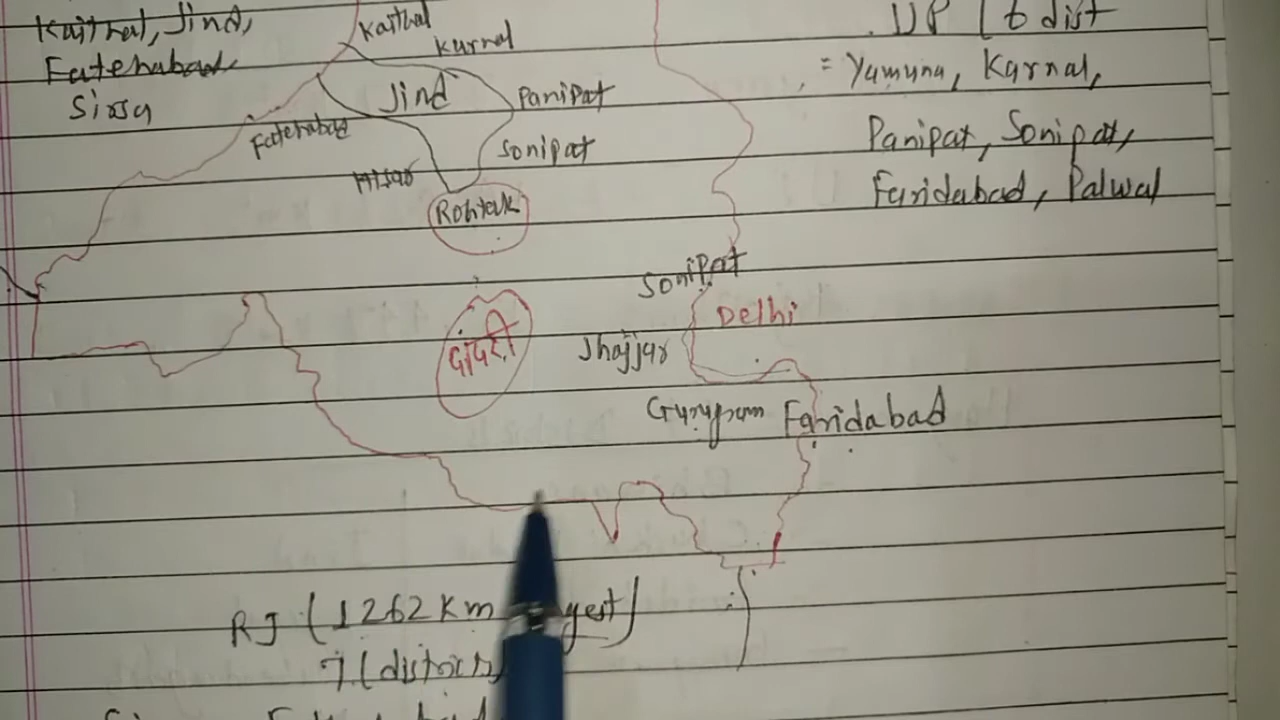 Kaithal, Jind,
Fatehabad
Sirsa
Kaithal
Karnal
Jind
Panipat
Fatehabad
Sonipat
Hisar
Rohtak
UP (6 dist
= Yamuna, Karnal,
Panipat, Sonipat,
Faridabad, Palwal
Sonipat
Delhi
Jhajjar
Gurugram Faridabad
RJ (1262 km
7 (districts